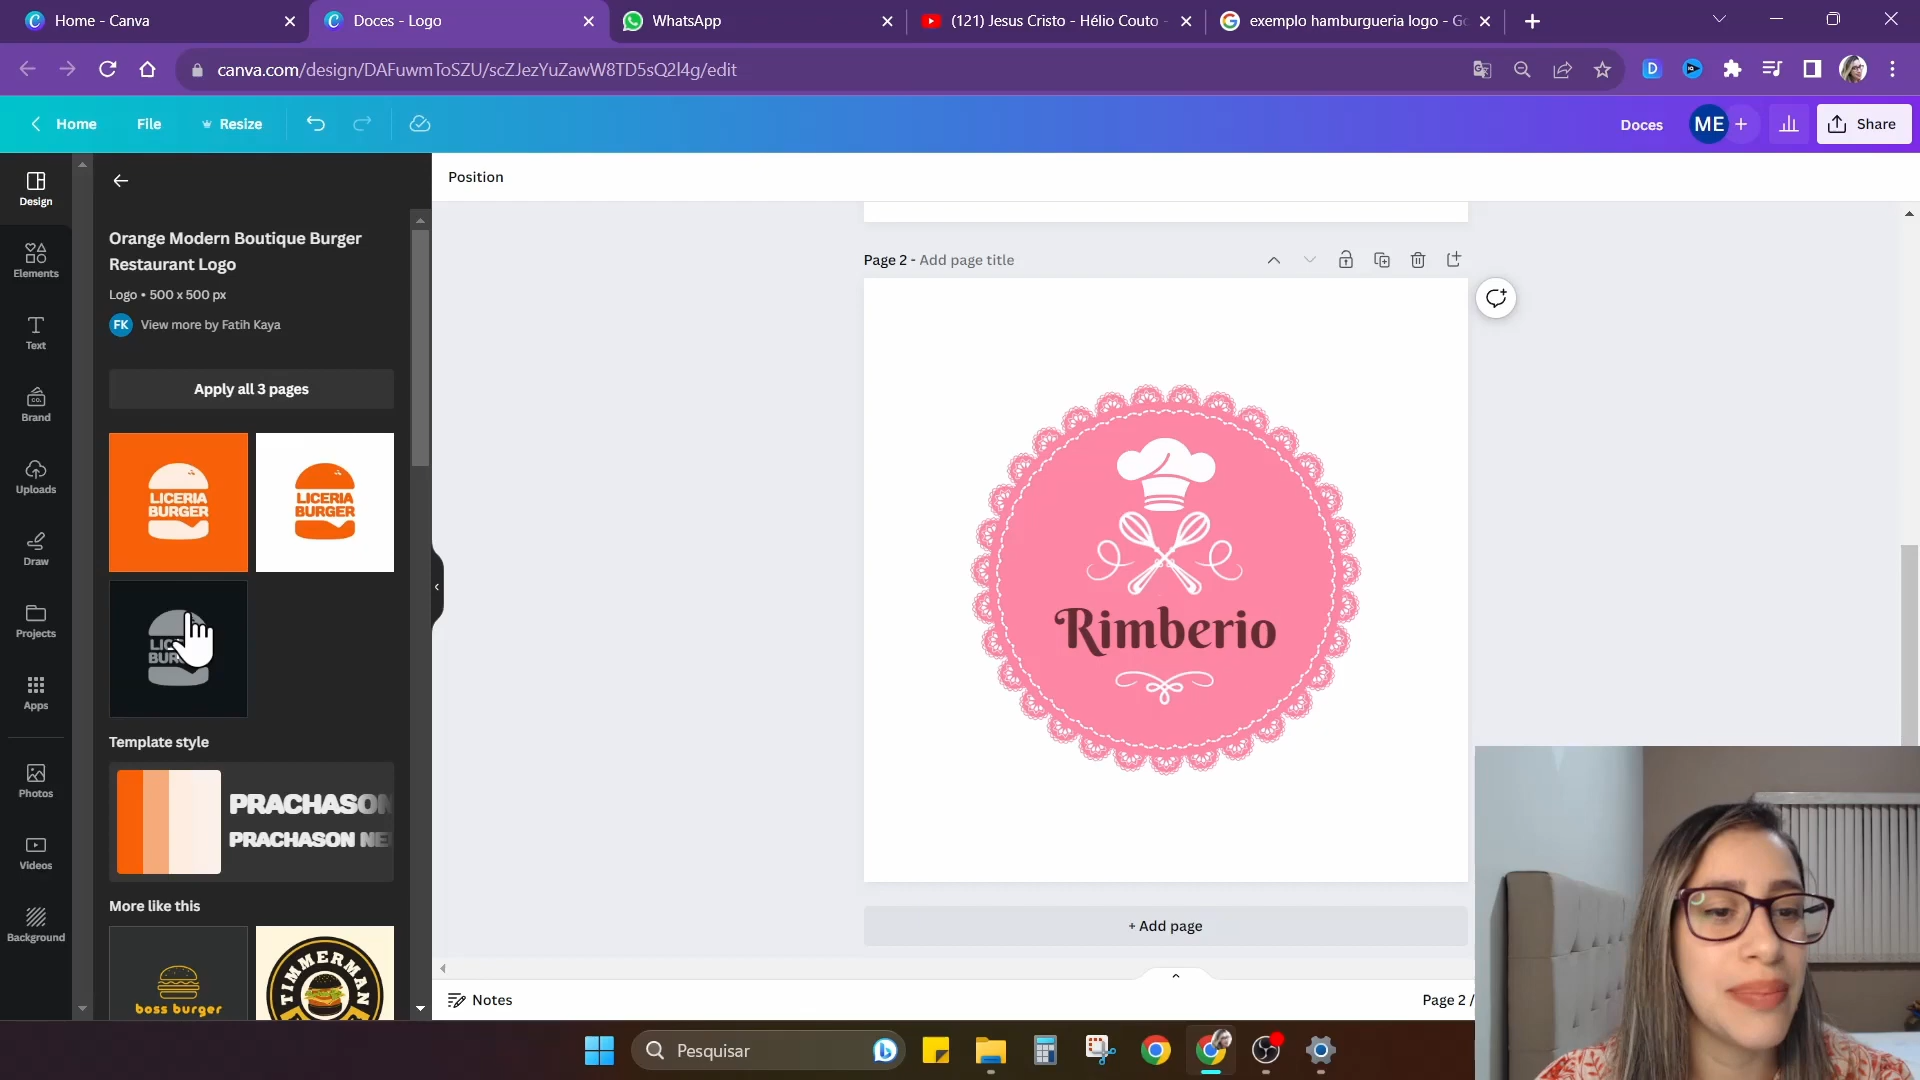 Home - Canva
Doces - Logo
WhatsApp
(121) Jesus Cristo - Hélio Couto -
exemplo hamburgueria logo - Go
canva.com/design/DAFuwmToSZU/scZJezYuZawW8TD5sQ2l4g/edit
Home
File
Resize
Doces
ME
+
Share
Position
Design
Elements
Text
Brand
Uploads
Draw
Projects
Apps
Photos
Videos
Background
Orange Modern Boutique Burger
Restaurant Logo
Logo • 500 x 500 px
FK
View more by Fatih Kaya
Apply all 3 pages
LICERIA
BURGER
LICERIA
BURGER
Template style
PRACHASON
PRACHASON NE
More like this
boss burger
TIMMERMAN
Page 2 - Add page title
Rimberio
+ Add page
Notes
Page 2 /
Pesquisar